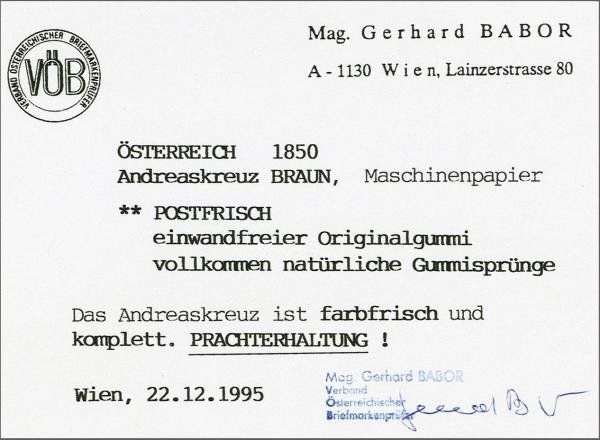 VERBAND ÖSTERREICHISCHER BRIEFMARKENPRÜFER
VÖB
Mag. Gerhard BABOR
A - 1130 Wien, Lainzerstrasse 80
ÖSTERREICH 1850
Andreaskreuz BRAUN, Maschinenpapier
** POSTFRISCH
einwandfreier Originalgummi
vollkommen natürliche Gummisprünge
Das Andreaskreuz ist farbfrisch und
komplett. PRACHTERHALTUNG !
Wien, 22.12.1995
Mag. Gerhard BABOR
Verband
Österreichischer
Briefmarkenprüfer